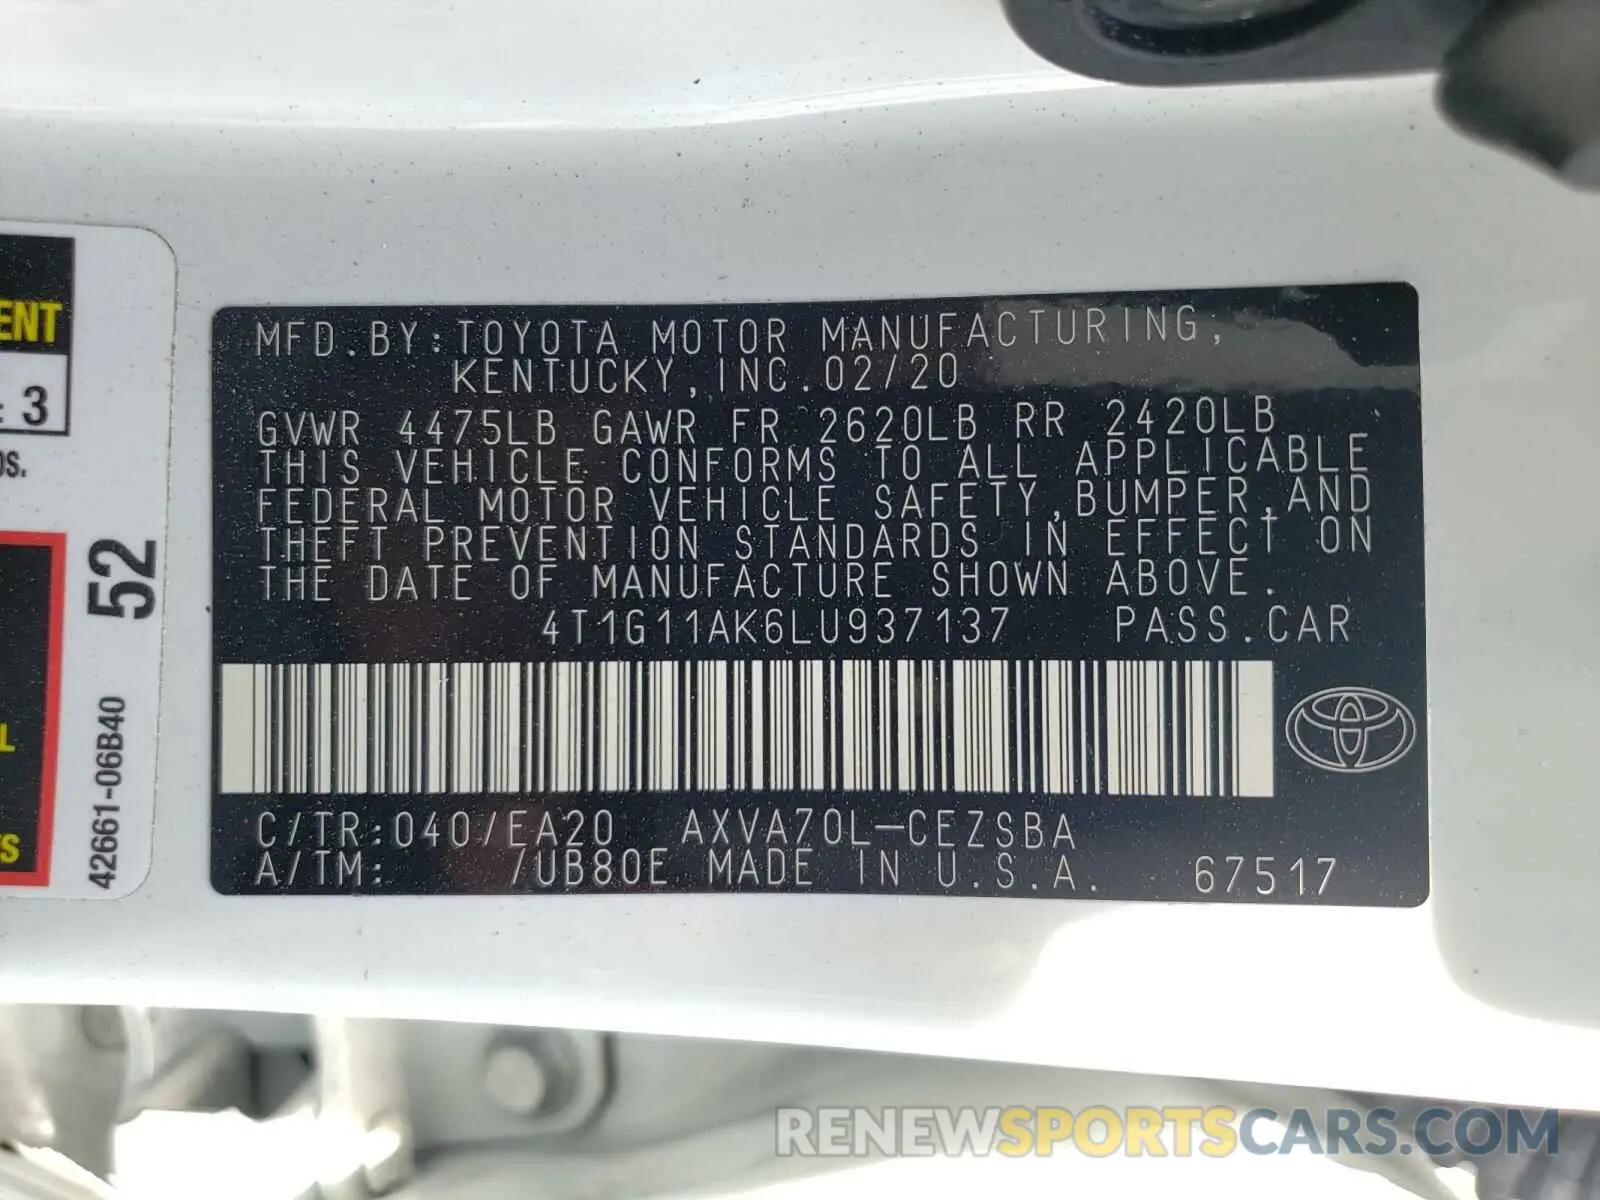 MFD.BY:TOYOTA MOTOR MANUFACTURING,
KENTUCKY,INC.02/20
GVWR 4475LB GAWR FR 2620LB RR 2420LB
THIS VEHICLE CONFORMS TO ALL APPLICABLE
FEDERAL MOTOR VEHICLE SAFETY,BUMPER,AND
THEFT PREVENTION STANDARDS IN EFFECT ON
THE DATE OF MANUFACTURE SHOWN ABOVE.
4T1G11AK6LU937137 PASS.CAR
C/TR:040/EA20 AXVA70L-CEZSBA
A/TM: /UB80E MADE IN U.S.A. 67517
ENT
: 3
OS.
52
42661-06B40
L
TS
RENEWSPORTSCARS.COM